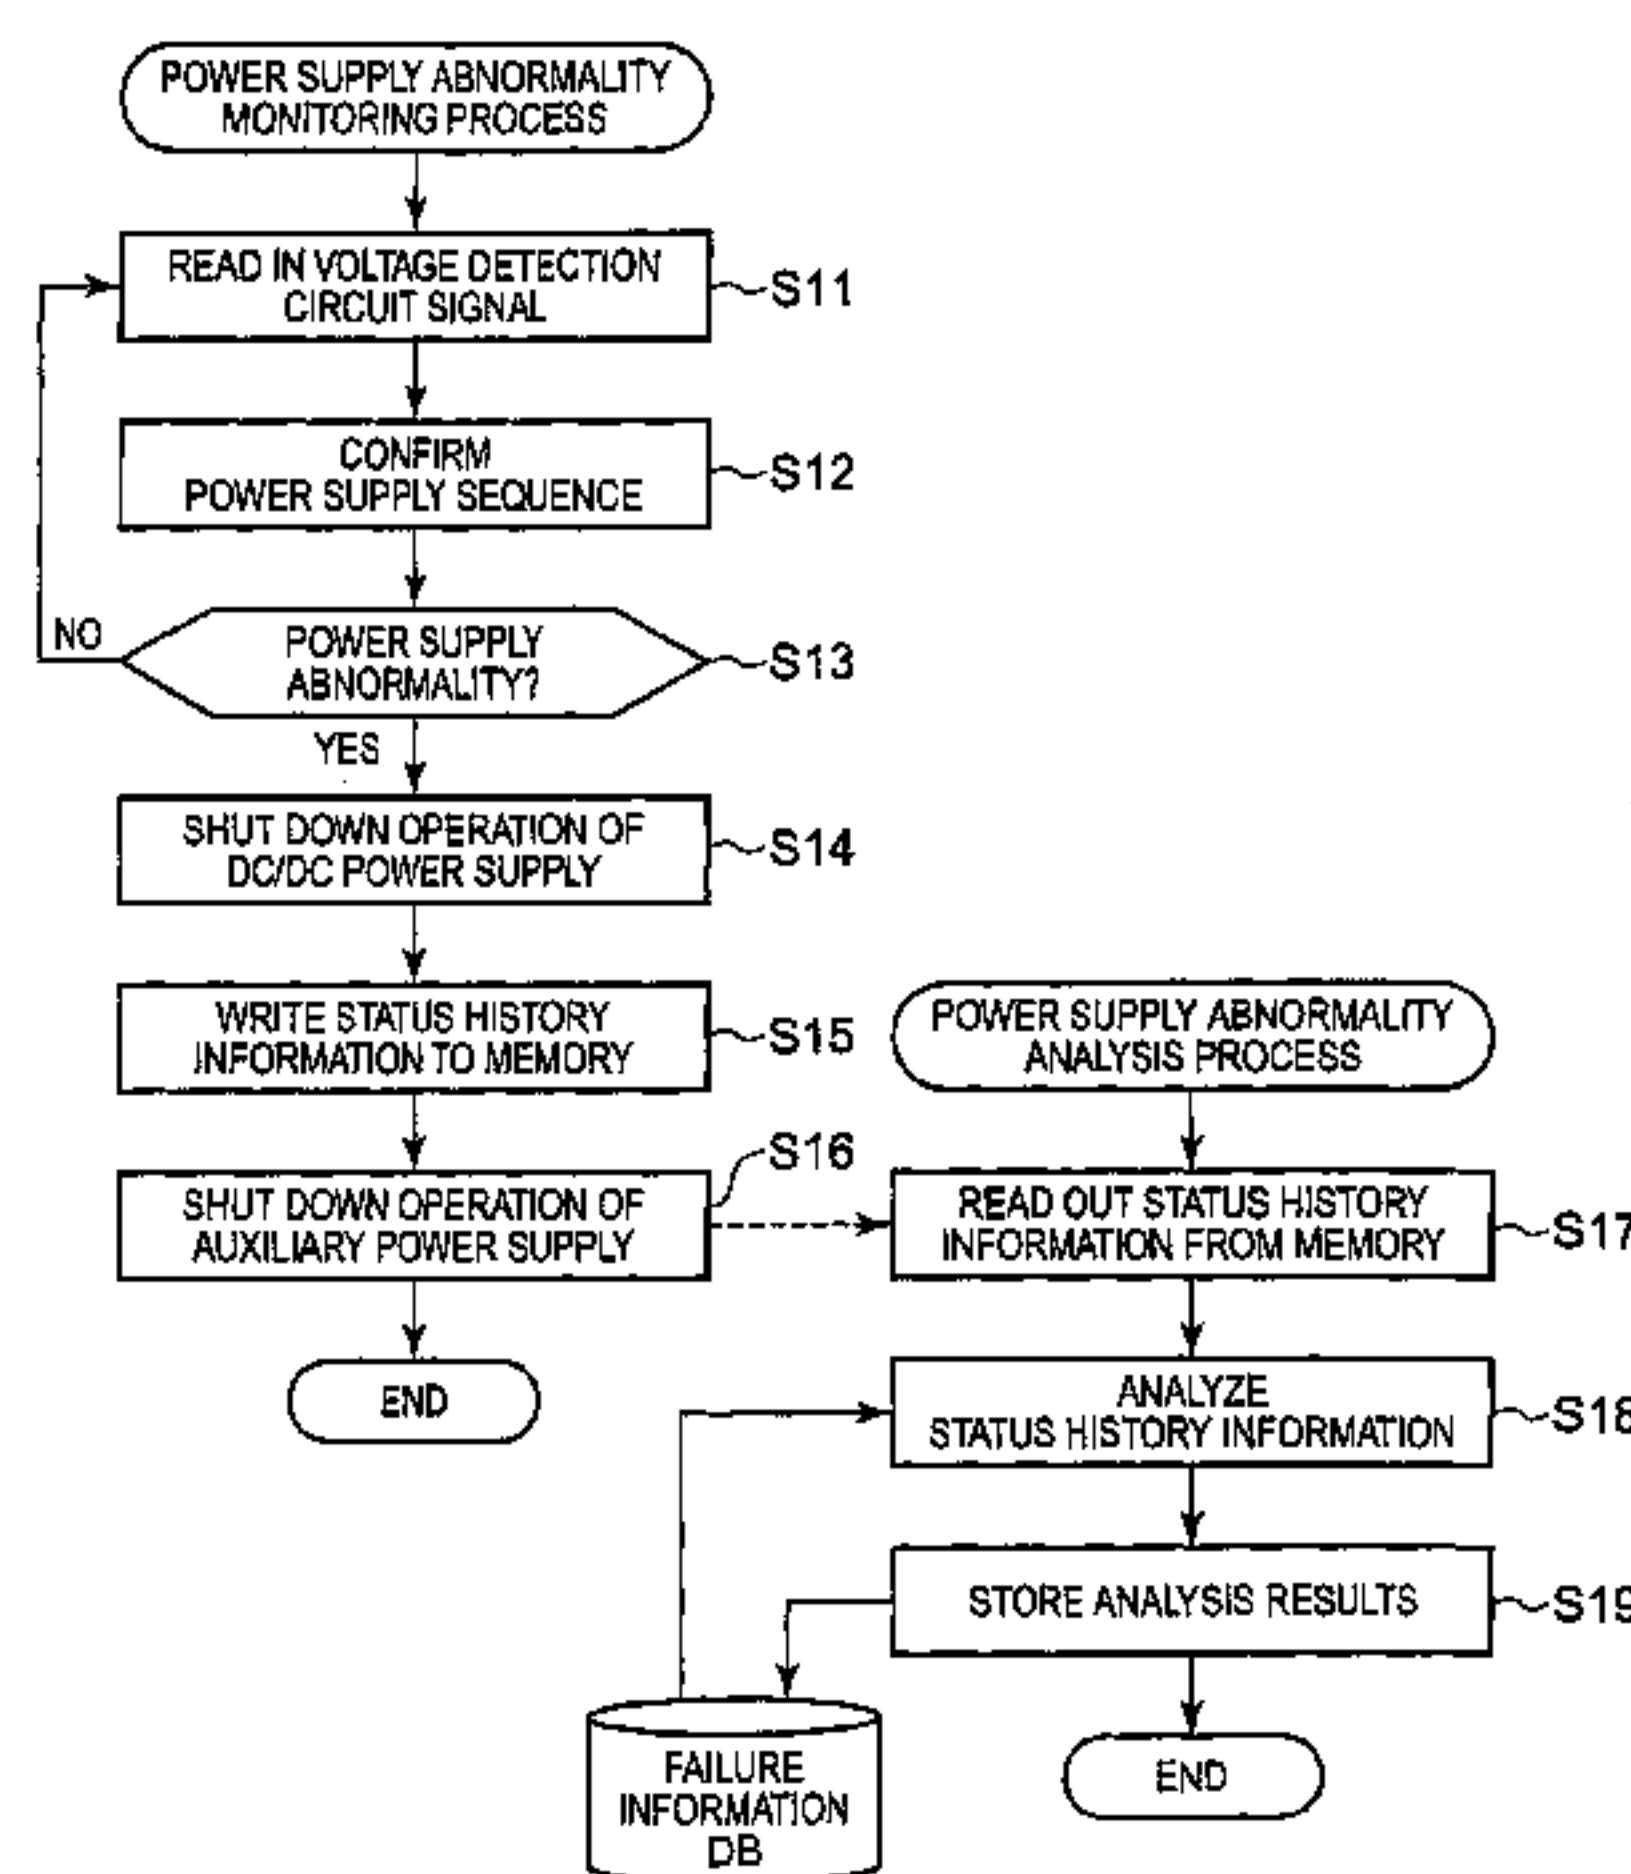 POWER SUPPLY ABNORMALITY
MONITORING PROCESS
READ IN VOLTAGE DETECTION
CIRCUIT SIGNAL
S11
CONFIRM
POWER SUPPLY SEQUENCE
S12
NO
POWER SUPPLY
ABNORMALITY?
S13
YES
SHUT DOWN OPERATION OF
DC/DC POWER SUPPLY
S14
WRITE STATUS HISTORY
INFORMATION TO MEMORY
S15
SHUT DOWN OPERATION OF
AUXILIARY POWER SUPPLY
S16
END
POWER SUPPLY ABNORMALITY
ANALYSIS PROCESS
READ OUT STATUS HISTORY
INFORMATION FROM MEMORY
S17
ANALYZE
STATUS HISTORY INFORMATION
S18
STORE ANALYSIS RESULTS
S19
FAILURE
INFORMATION
DB
END